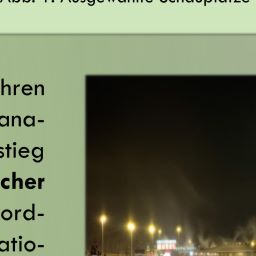 Abb. 1: Ausgewählte Schauplätze
hren
ana-
stieg
cher
ord-
atio-